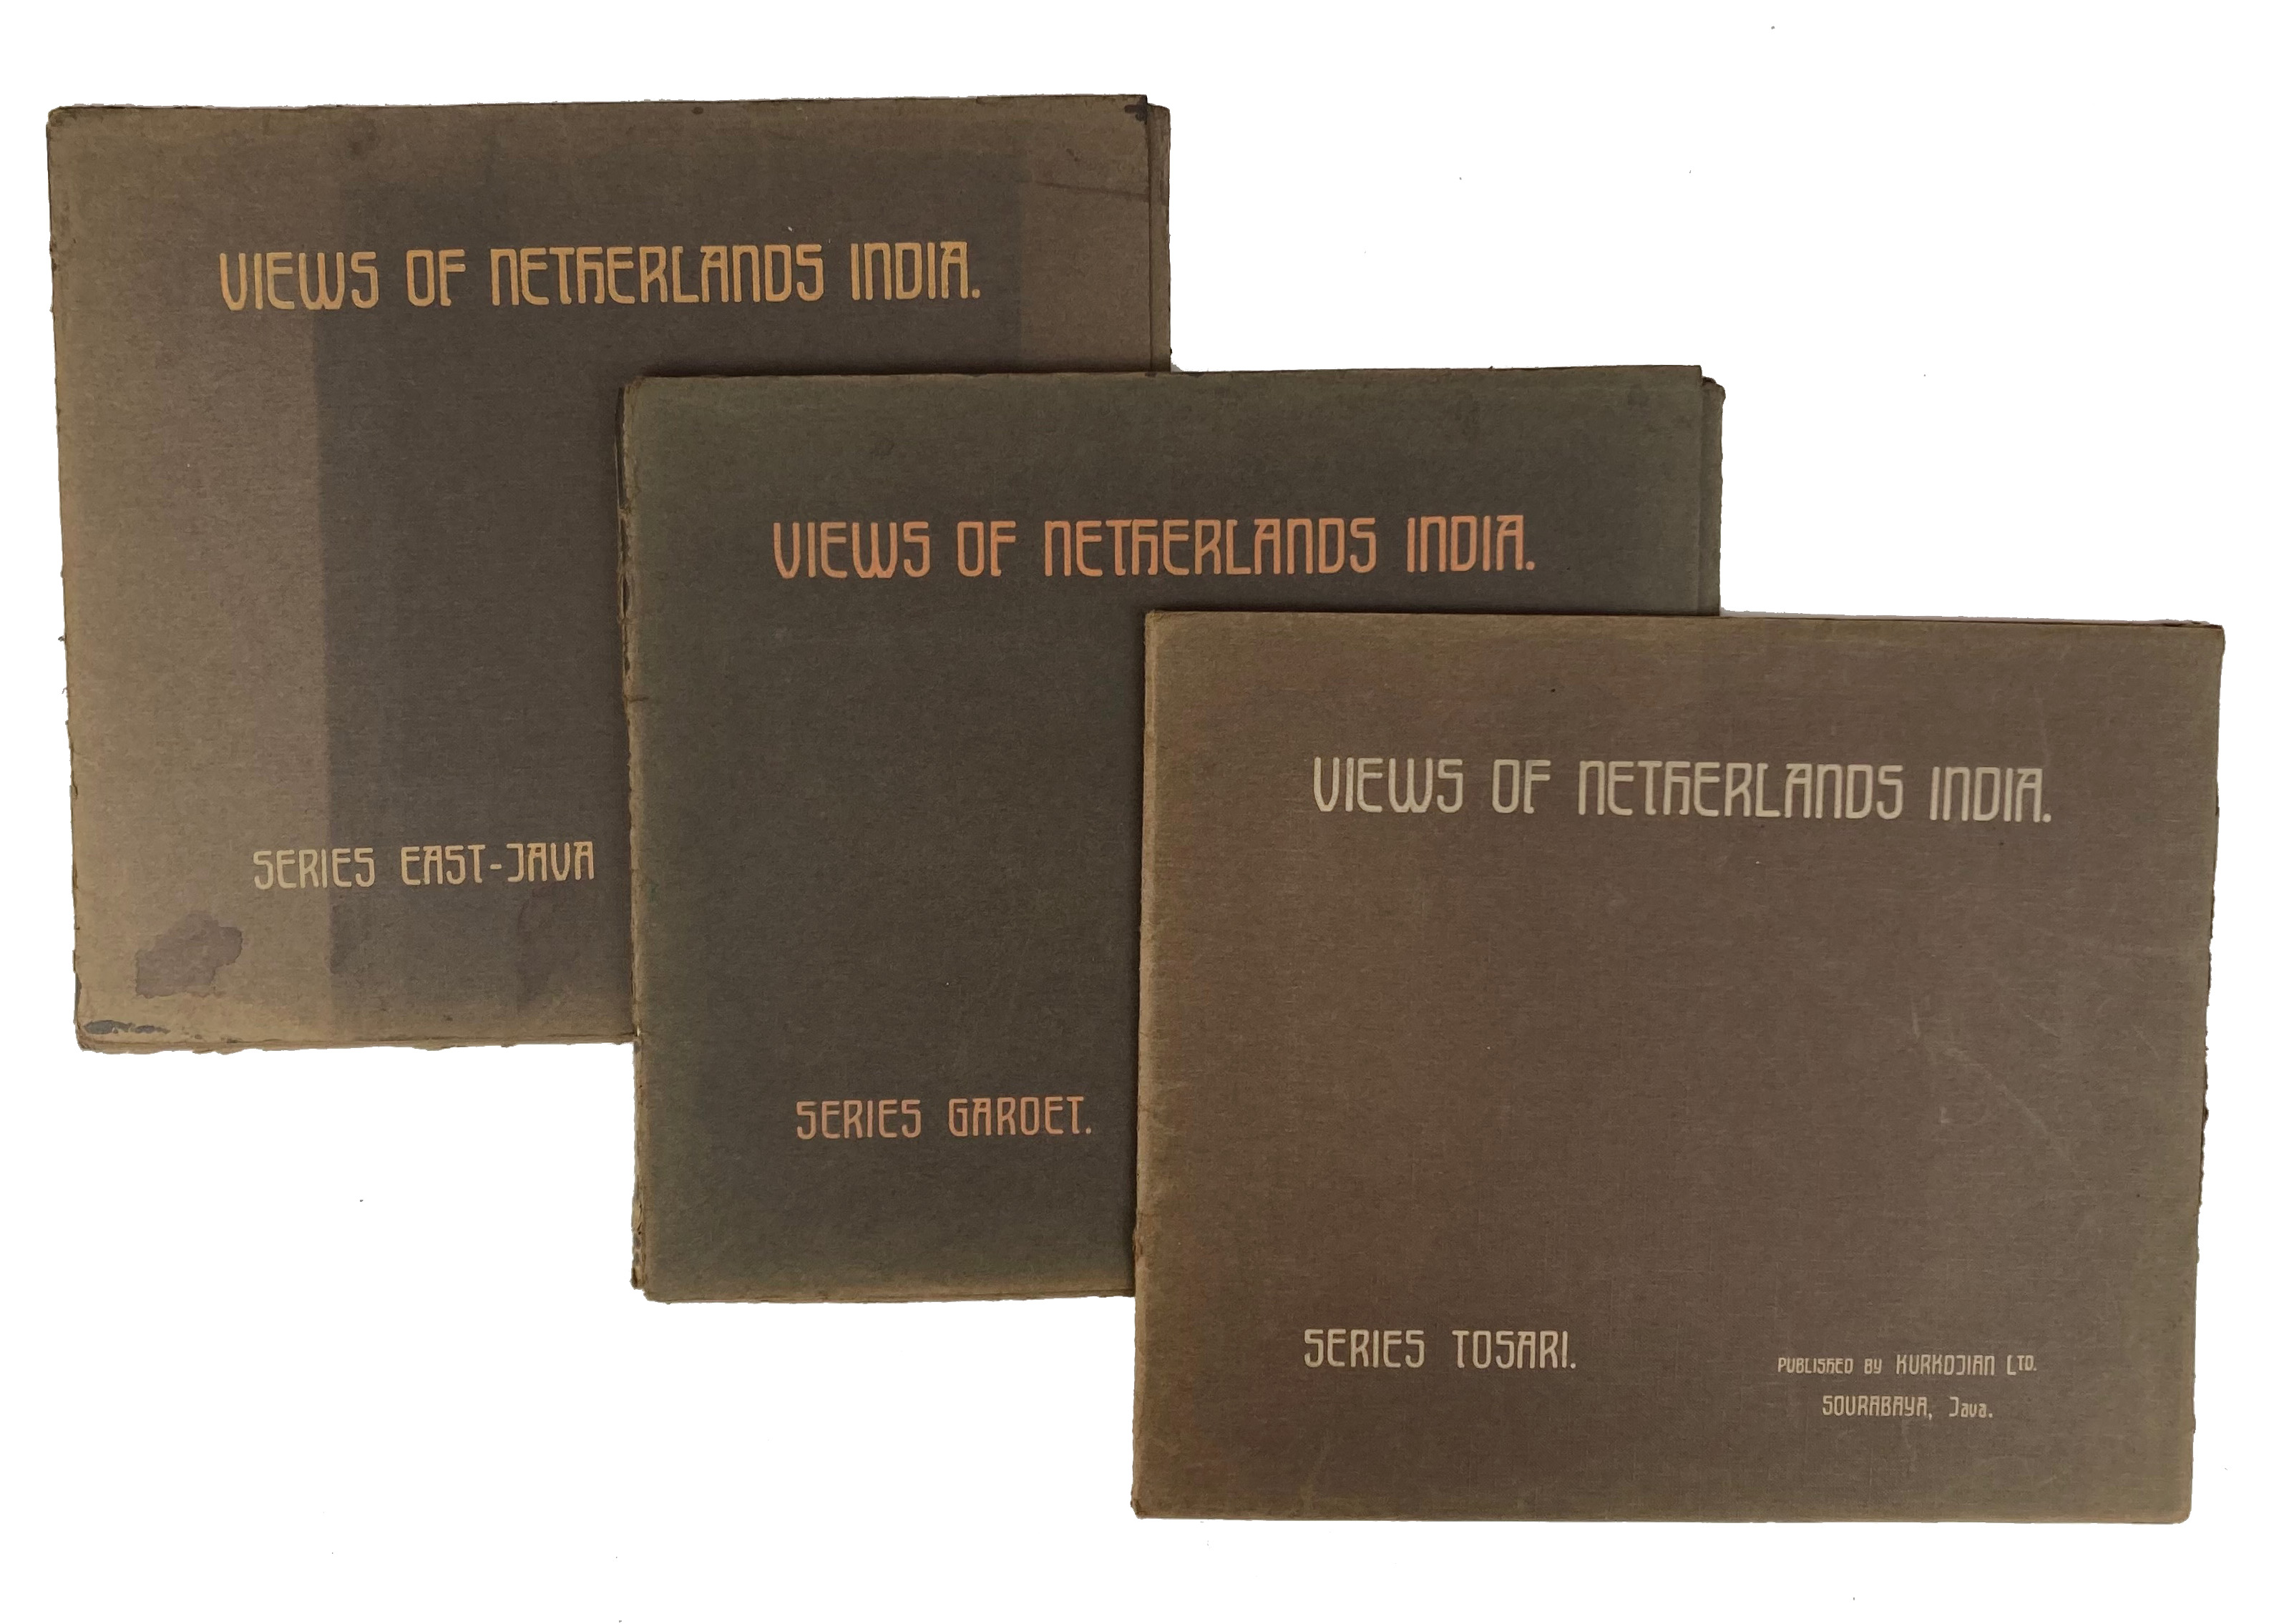 VIEWS OF NETHERLANDS INDIA.
SERIES EAST-JAVA
VIEWS OF NETHERLANDS INDIA.
SERIES GAROET.
VIEWS OF NETHERLANDS INDIA.
SERIES TOSARI.
PUBLISHED BY KURKDJIAN LTD.
SOURABAYA, Java.